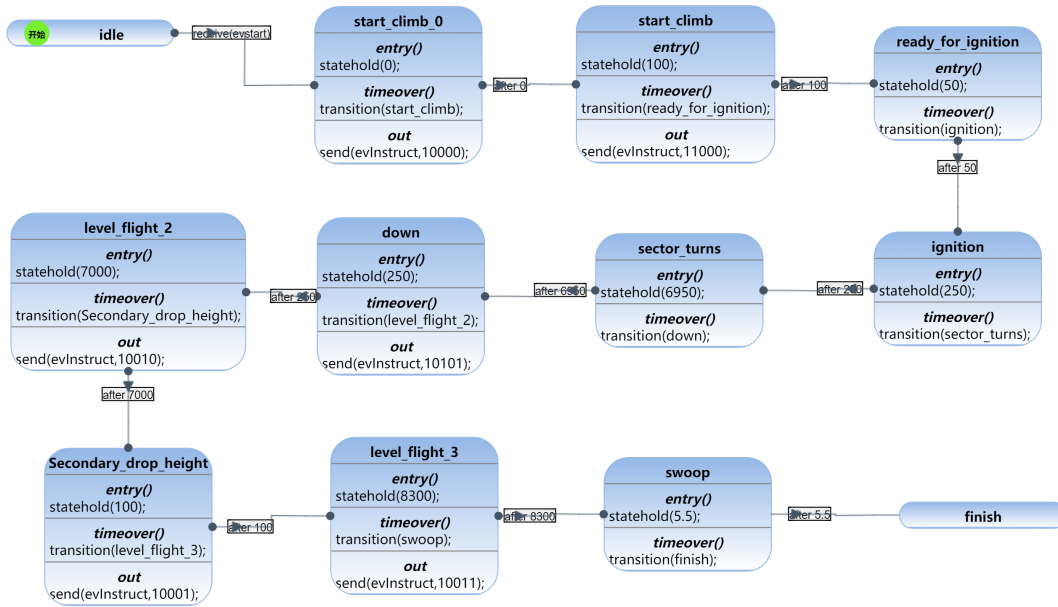 开始
idle
receive(evstart)
start_climb_0
entry()
statehold(0);
timeover()
transition(start_climb);
out
send(evInstruct,10000);
after 0
start_climb
entry()
statehold(100);
timeover()
transition(ready_for_ignition);
out
send(evInstruct,11000);
after 100
ready_for_ignition
entry()
statehold(50);
timeover()
transition(ignition);
after 50
ignition
entry()
statehold(250);
timeover()
transition(sector_turns);
after 250
sector_turns
entry()
statehold(6950);
timeover()
transition(down);
after 6950
down
entry()
statehold(250);
timeover()
transition(level_flight_2);
out
send(evInstruct,10101);
after 250
level_flight_2
entry()
statehold(7000);
timeover()
transition(Secondary_drop_height);
out
send(evInstruct,10010);
after 7000
Secondary_drop_height
entry()
statehold(100);
timeover()
transition(level_flight_3);
out
send(evInstruct,10001);
after 100
level_flight_3
entry()
statehold(8300);
timeover()
transition(swoop);
out
send(evInstruct,10011);
after 8300
swoop
entry()
statehold(5.5);
timeover()
transition(finish);
after 5.5
finish